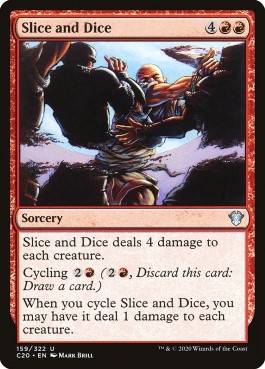 Slice and Dice 4
Sorcery
Slice and Dice deals 4 damage to
each creature.
Cycling 2 (2, Discard this card:
Draw a card.)
When you cycle Slice and Dice, you
may have it deal 1 damage to
each creature.
159/322 U
C20 • EN Mark Brill
™ & © 2020 Wizards of the Coast